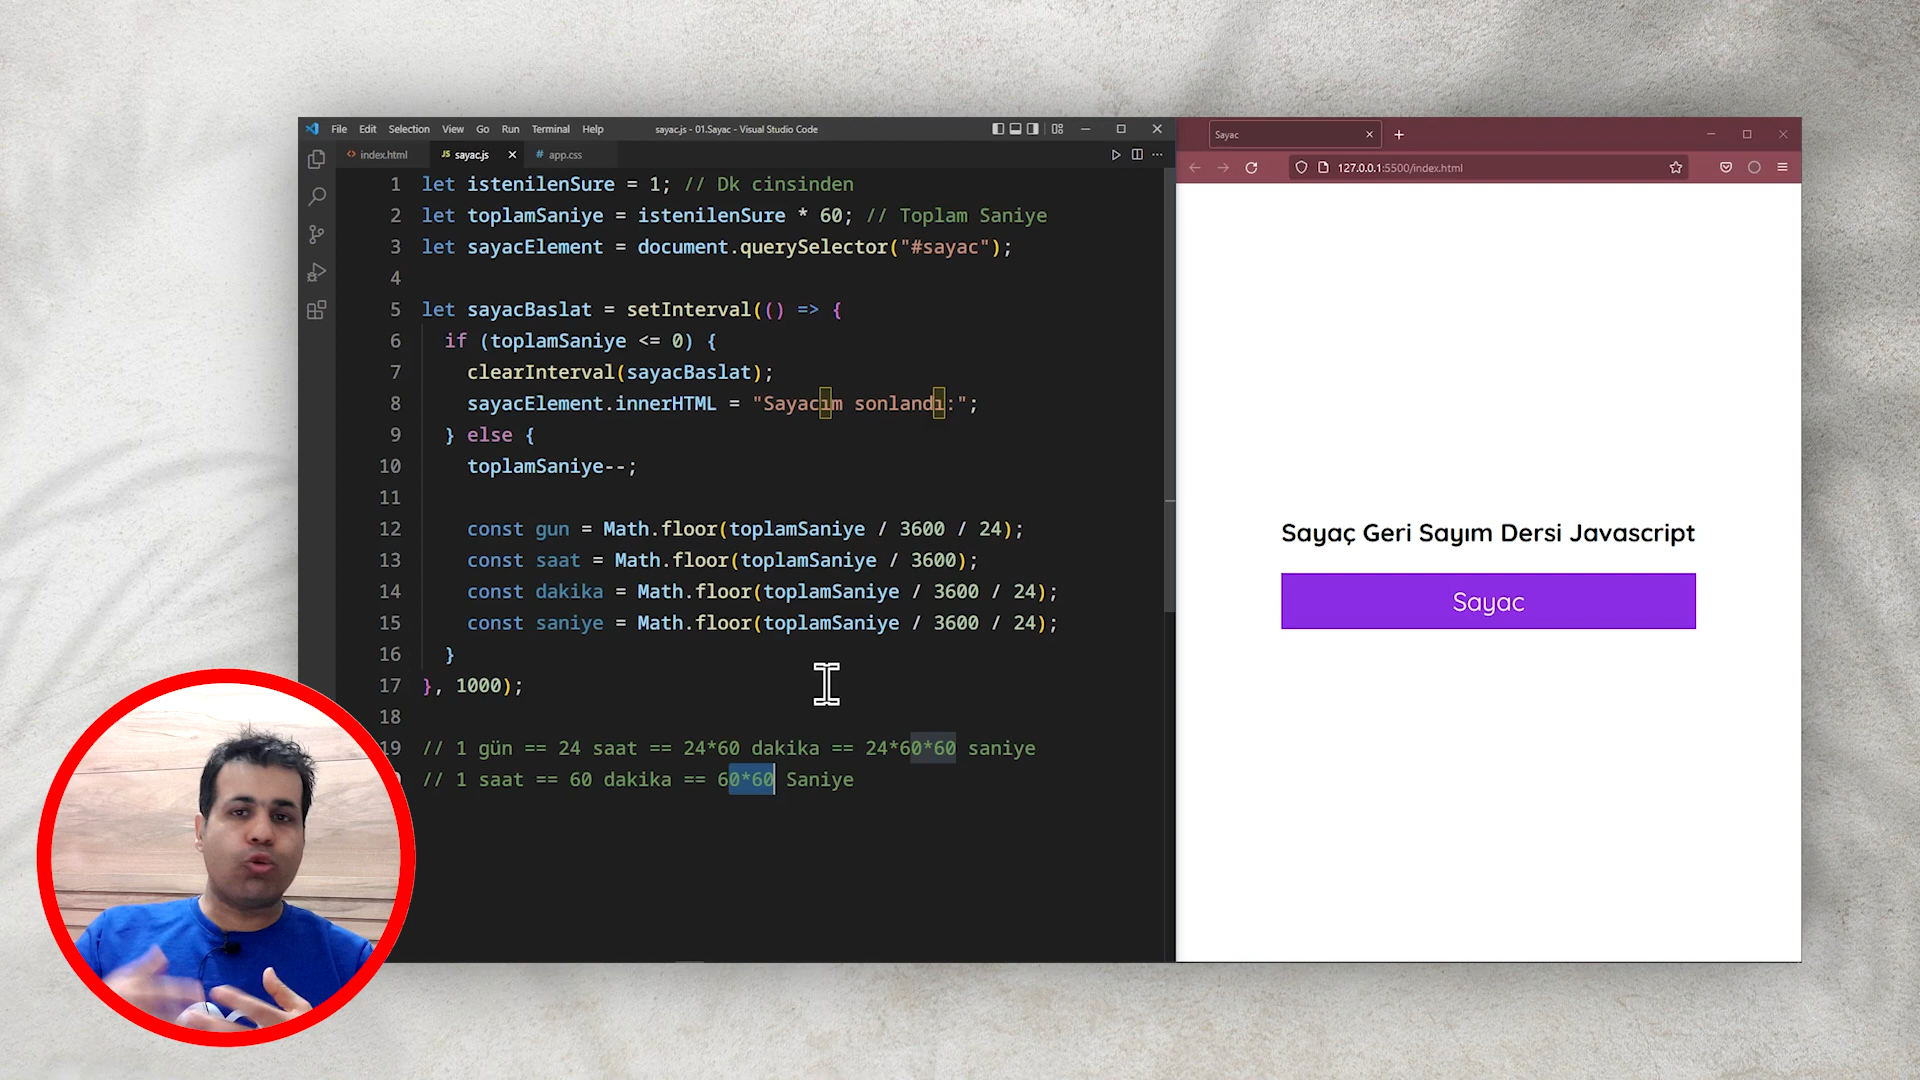 File Edit Selection View Go Run Terminal Help sayac.js - 01.Sayac - Visual Studio Code
index.html JS sayac.js # app.css
1 let istenilenSure = 1; // Dk cinsinden
2 let toplamSaniye = istenilenSure * 60; // Toplam Saniye
3 let sayacElement = document.querySelector("#sayac");
4
5 let sayacBaslat = setInterval(() => {
6 if (toplamSaniye <= 0) {
7 clearInterval(sayacBaslat);
8 sayacElement.innerHTML = "Sayacım sonlandı:";
9 } else {
10 toplamSaniye--;
11
12 const gun = Math.floor(toplamSaniye / 3600 / 24);
13 const saat = Math.floor(toplamSaniye / 3600);
14 const dakika = Math.floor(toplamSaniye / 3600 / 24);
15 const saniye = Math.floor(toplamSaniye / 3600 / 24);
16 }
17 }, 1000);
18
19 // 1 gün == 24 saat == 24*60 dakika == 24*60*60 saniye
// 1 saat == 60 dakika == 60*60 Saniye
Sayac
127.0.0.1:5500/index.html
Sayaç Geri Sayım Dersi Javascript
Sayac